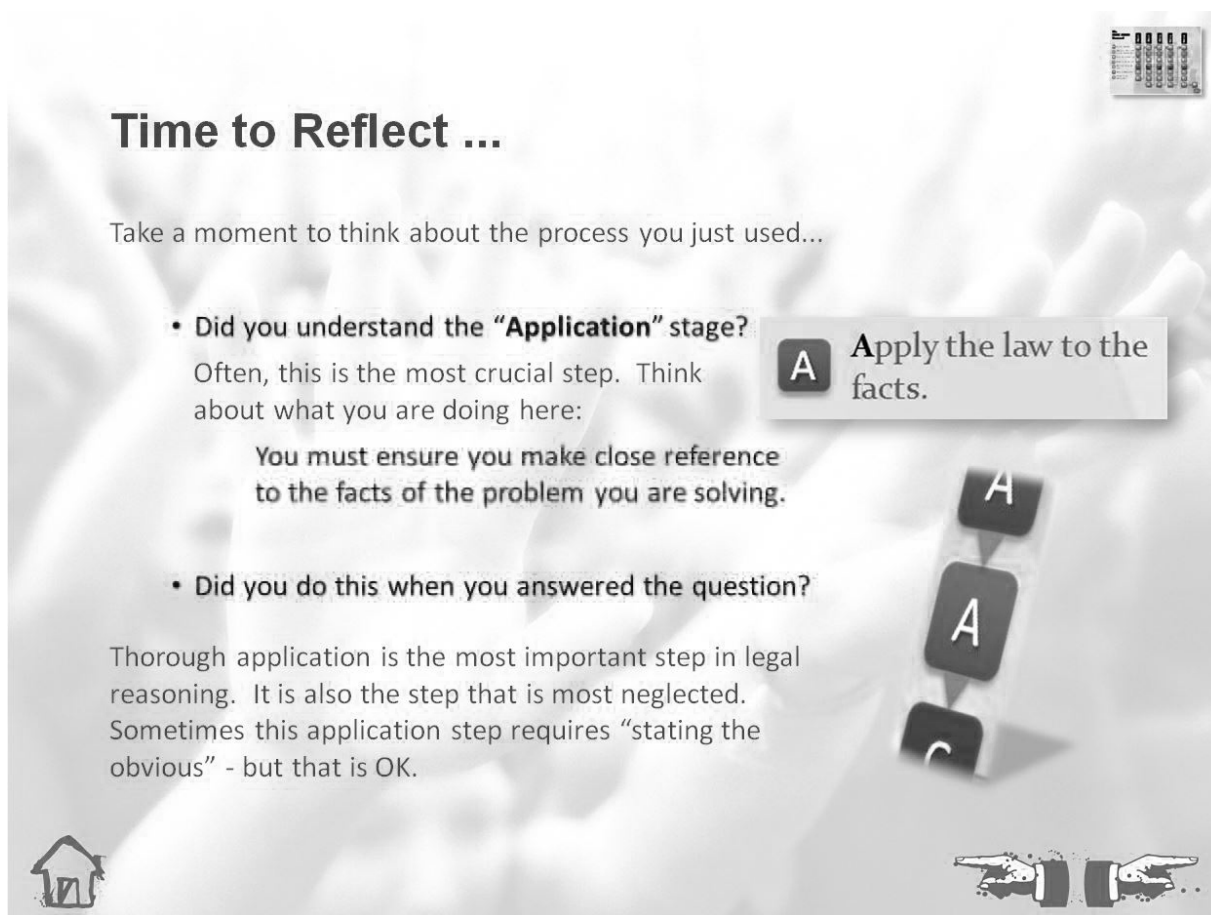 Time to Reflect ...
Take a moment to think about the process you just used...
• Did you understand the “Application” stage?
Often, this is the most crucial step. Think
about what you are doing here:
A
Apply the law to the
facts.
You must ensure you make close reference
to the facts of the problem you are solving.
A
A
C
• Did you do this when you answered the question?
Thorough application is the most important step in legal
reasoning. It is also the step that is most neglected.
Sometimes this application step requires “stating the
obvious” - but that is OK.